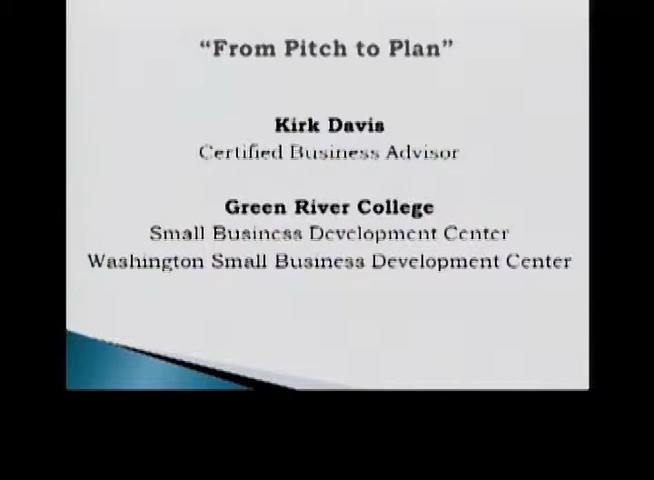 “From Pitch to Plan”
Kirk Davis
Certified Business Advisor
Green River College
Small Business Development Center
Washington Small Business Development Center